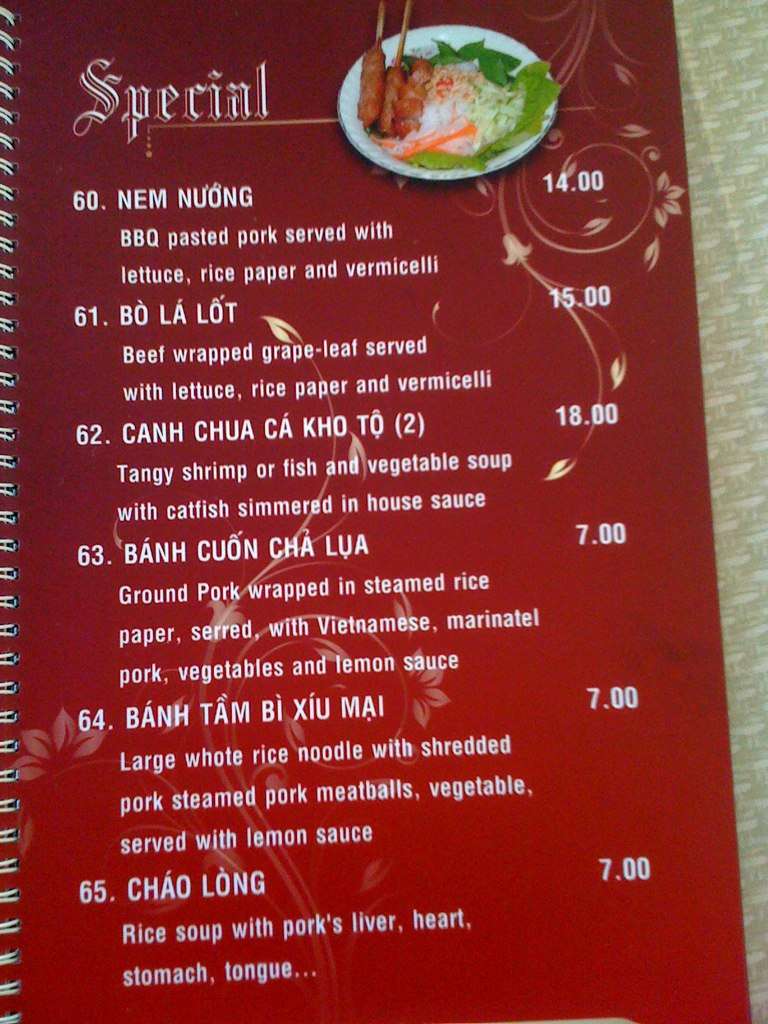 Special
60. NEM NƯỚNG 14.00
BBQ pasted pork served with
lettuce, rice paper and vermicelli
61. BÒ LÁ LỐT 15.00
Beef wrapped grape-leaf served
with lettuce, rice paper and vermicelli
62. CANH CHUA CÁ KHO TỘ (2) 18.00
Tangy shrimp or fish and vegetable soup
with catfish simmered in house sauce
63. BÁNH CUỐN CHẢ LỤA 7.00
Ground Pork wrapped in steamed rice
paper, serred, with Vietnamese, marinatel
pork, vegetables and lemon sauce
64. BÁNH TẦM BÌ XÍU MẠI 7.00
Large whote rice noodle with shredded
pork steamed pork meatballs, vegetable,
served with lemon sauce
65. CHÁO LÒNG 7.00
Rice soup with pork's liver, heart,
stomach, tongue...